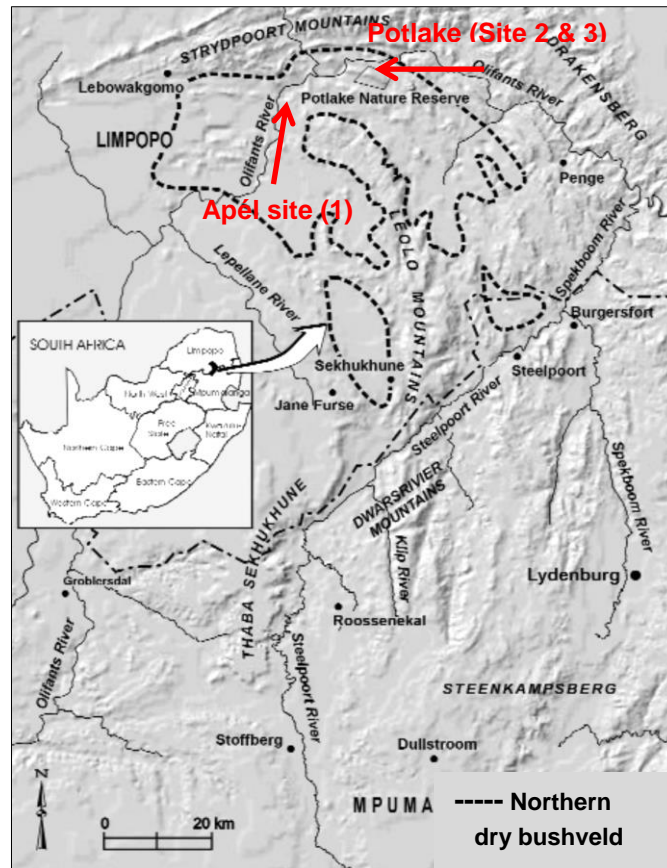 STRYDPOORT MOUNTAINS
Potlake (Site 2 & 3)
DRAKENSBERG
Lebowakgomo
Olifants River
Potlake Nature Reserve
LIMPOPO
Olifants River
Penge
Apél site (1)
LEOLO MOUNTAINS
Spekboom River
Lepellane River
Burgersfort
SOUTH AFRICA
Limpopo
North West
Mpumalanga
Free State
Kwazulu-Natal
Northern Cape
Eastern Cape
Western Cape
Sekhukhune
Steelpoort
Jane Furse
Steelpoort River
DWARSRIVIER
MOUNTAINS
Spekboom River
THABA SEKHUKHUNE
Klip River
Groblersdal
Lydenburg
Roossenekal
Olifants River
Steelpoort River
STEENKAMPSBERG
Stoffberg
Dullstroom
N
MPUMA
0 20 km
----- Northern
dry bushveld